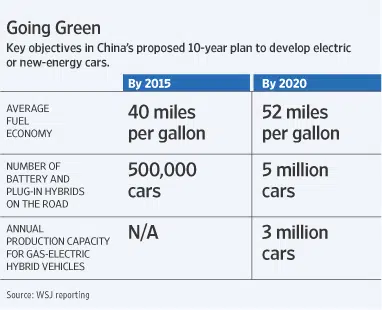 Going Green
Key objectives in China's proposed 10-year plan to develop electric
or new-energy cars.
By 2015
By 2020
AVERAGE
FUEL
ECONOMY
40 miles
per gallon
52 miles
per gallon
NUMBER OF
BATTERY AND
PLUG-IN HYBRIDS
ON THE ROAD
500,000
cars
5 million
cars
ANNUAL
PRODUCTION CAPACITY
FOR GAS-ELECTRIC
HYBRID VEHICLES
N/A
3 million
cars
Source: WSJ reporting